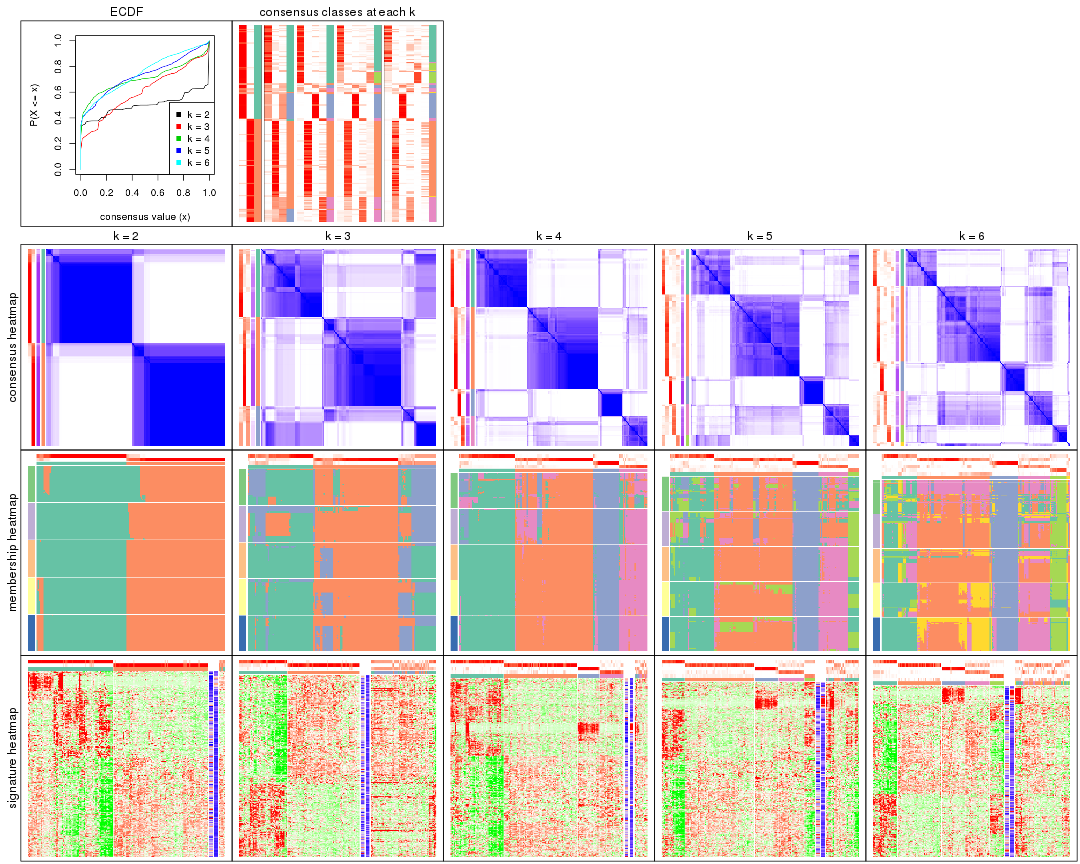 ECDF
consensus classes at each k
P(X <= x)
0.0 0.2 0.4 0.6 0.8 1.0
k = 2
k = 3
k = 4
k = 5
k = 6
0.0 0.2 0.4 0.6 0.8 1.0
consensus value (x)
k = 2
k = 3
k = 4
k = 5
k = 6
consensus heatmap
membership heatmap
signature heatmap